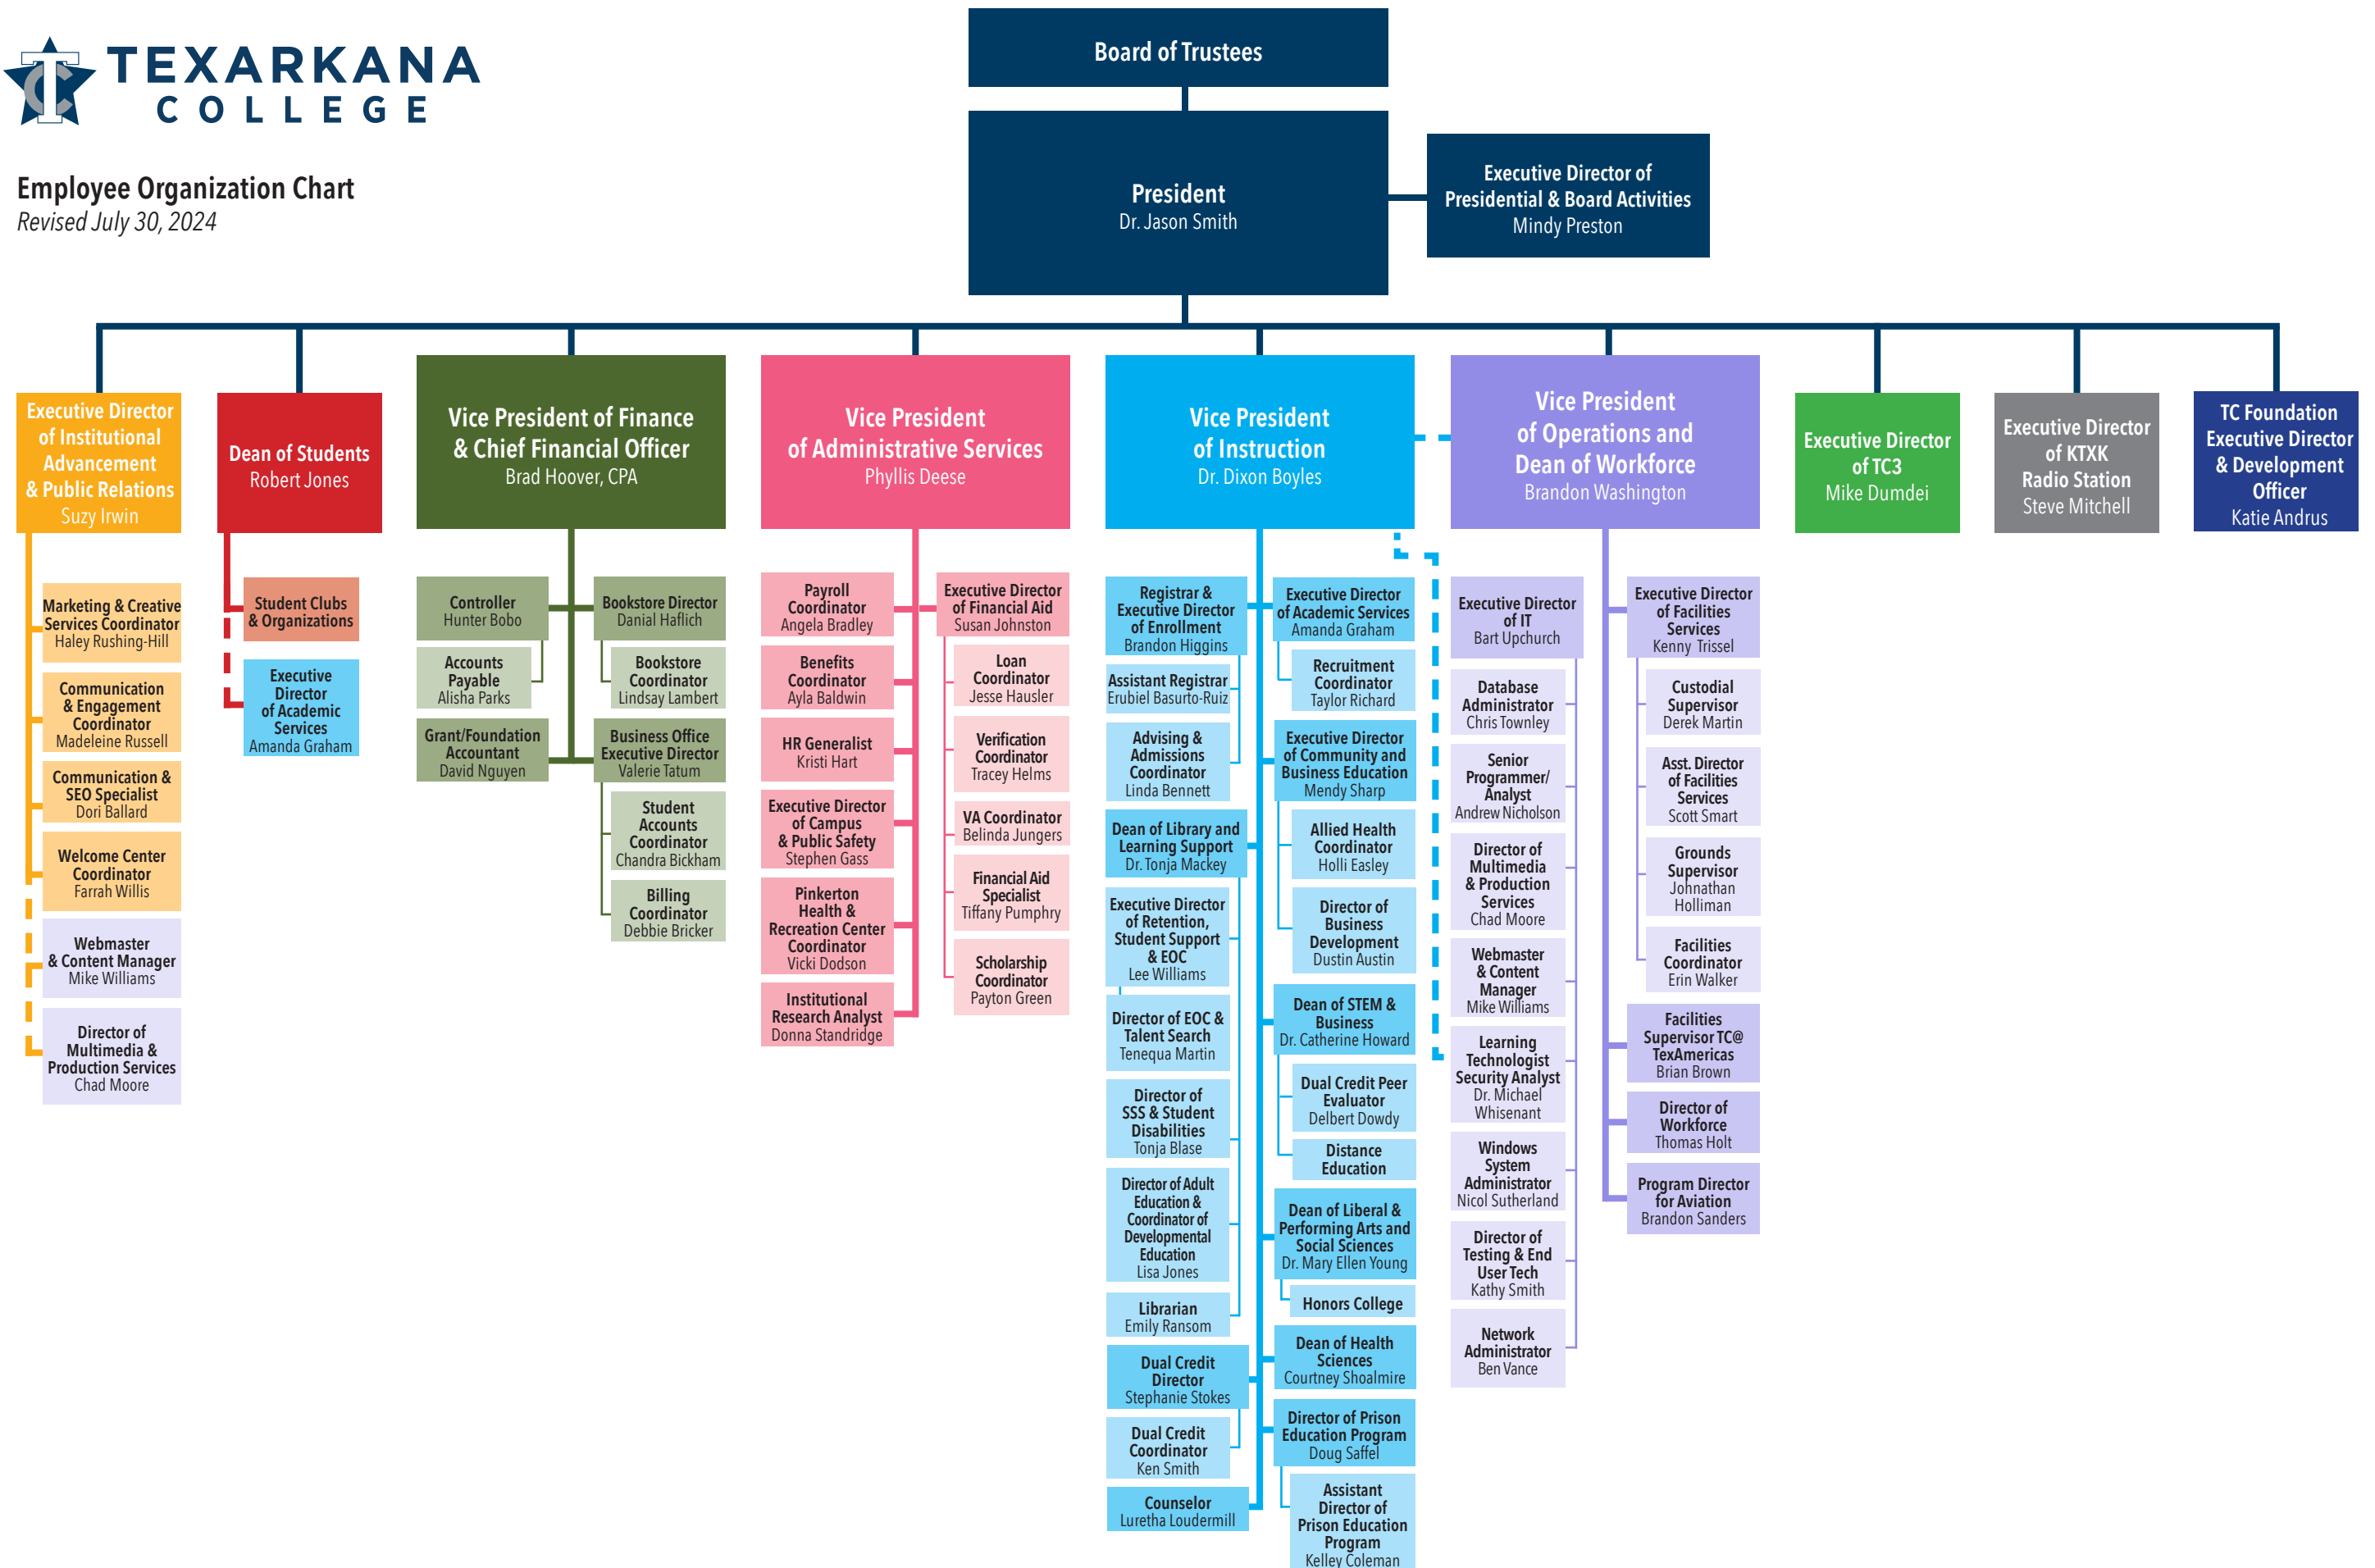 TEXARKANA
COLLEGE
Employee Organization Chart
Revised July 30, 2024
Board of Trustees
President
Dr. Jason Smith
Executive Director of
Presidential & Board Activities
Mindy Preston
Executive Director
of Institutional
Advancement
& Public Relations
Suzy Irwin
Marketing & Creative
Services Coordinator
Haley Rushing-Hill
Communication
& Engagement
Coordinator
Madeleine Russell
Communication &
SEO Specialist
Dori Ballard
Welcome Center
Coordinator
Farrah Willis
Webmaster
& Content Manager
Mike Williams
Director of
Multimedia &
Production Services
Chad Moore
Dean of Students
Robert Jones
Student Clubs
& Organizations
Executive
Director
of Academic
Services
Amanda Graham
Vice President of Finance
& Chief Financial Officer
Brad Hoover, CPA
Controller
Hunter Bobo
Accounts
Payable
Alisha Parks
Grant/Foundation
Accountant
David Nguyen
Bookstore Director
Danial Haflich
Bookstore
Coordinator
Lindsay Lambert
Business Office
Executive Director
Valerie Tatum
Student
Accounts
Coordinator
Chandra Bickham
Billing
Coordinator
Debbie Bricker
Vice President
of Administrative Services
Phyllis Deese
Payroll
Coordinator
Angela Bradley
Benefits
Coordinator
Ayla Baldwin
HR Generalist
Kristi Hart
Executive Director
of Campus
& Public Safety
Stephen Gass
Pinkerton
Health &
Recreation Center
Coordinator
Vicki Dodson
Institutional
Research Analyst
Donna Standridge
Executive Director
of Financial Aid
Susan Johnston
Loan
Coordinator
Jesse Hausler
Verification
Coordinator
Tracey Helms
VA Coordinator
Belinda Jungers
Financial Aid
Specialist
Tiffany Pumphry
Scholarship
Coordinator
Payton Green
Vice President
of Instruction
Dr. Dixon Boyles
Registrar &
Executive Director
of Enrollment
Brandon Higgins
Assistant Registrar
Erubiel Basurto-Ruiz
Advising &
Admissions
Coordinator
Linda Bennett
Dean of Library and
Learning Support
Dr. Tonja Mackey
Executive Director
of Retention,
Student Support
& EOC
Lee Williams
Director of EOC &
Talent Search
Tenequa Martin
Director of
SSS & Student
Disabilities
Tonja Blase
Director of Adult
Education &
Coordinator of
Developmental
Education
Lisa Jones
Librarian
Emily Ransom
Dual Credit
Director
Stephanie Stokes
Dual Credit
Coordinator
Ken Smith
Counselor
Luretha Loudermill
Executive Director
of Academic Services
Amanda Graham
Recruitment
Coordinator
Taylor Richard
Executive Director
of Community and
Business Education
Mendy Sharp
Allied Health
Coordinator
Holli Easley
Director of
Business
Development
Dustin Austin
Dean of STEM &
Business
Dr. Catherine Howard
Dual Credit Peer
Evaluator
Delbert Dowdy
Distance
Education
Dean of Liberal &
Performing Arts and
Social Sciences
Dr. Mary Ellen Young
Honors College
Dean of Health
Sciences
Courtney Shoalmire
Director of Prison
Education Program
Doug Saffel
Assistant
Director of
Prison Education
Program
Kelley Coleman
Vice President
of Operations and
Dean of Workforce
Brandon Washington
Executive Director
of IT
Bart Upchurch
Database
Administrator
Chris Townley
Senior
Programmer/
Analyst
Andrew Nicholson
Director of
Multimedia
& Production
Services
Chad Moore
Webmaster
& Content
Manager
Mike Williams
Learning
Technologist
Security Analyst
Dr. Michael
Whisenant
Windows
System
Administrator
Nicol Sutherland
Director of
Testing & End
User Tech
Kathy Smith
Network
Administrator
Ben Vance
Executive Director
of Facilities
Services
Kenny Trissel
Custodial
Supervisor
Derek Martin
Asst. Director
of Facilities
Services
Scott Smart
Grounds
Supervisor
Johnathan
Holliman
Facilities
Coordinator
Erin Walker
Facilities
Supervisor TC@
TexAmericas
Brian Brown
Director of
Workforce
Thomas Holt
Program Director
for Aviation
Brandon Sanders
Executive Director
of TC3
Mike Dumdei
Executive Director
of KTXK
Radio Station
Steve Mitchell
TC Foundation
Executive Director
& Development
Officer
Katie Andrus